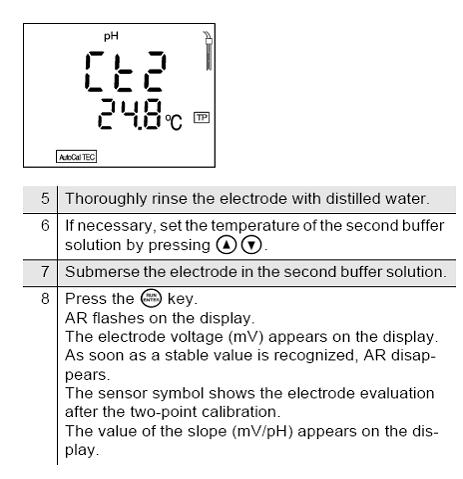 pH
Ct2
24.8 °C
TP
AutoCal TEC
5 Thoroughly rinse the electrode with distilled water.
6 If necessary, set the temperature of the second buffer
solution by pressing ▲ ▼.
7 Submerse the electrode in the second buffer solution.
8 Press the RUN ENTER key.
AR flashes on the display.
The electrode voltage (mV) appears on the display.
As soon as a stable value is recognized, AR disap-
pears.
The sensor symbol shows the electrode evaluation
after the two-point calibration.
The value of the slope (mV/pH) appears on the dis-
play.